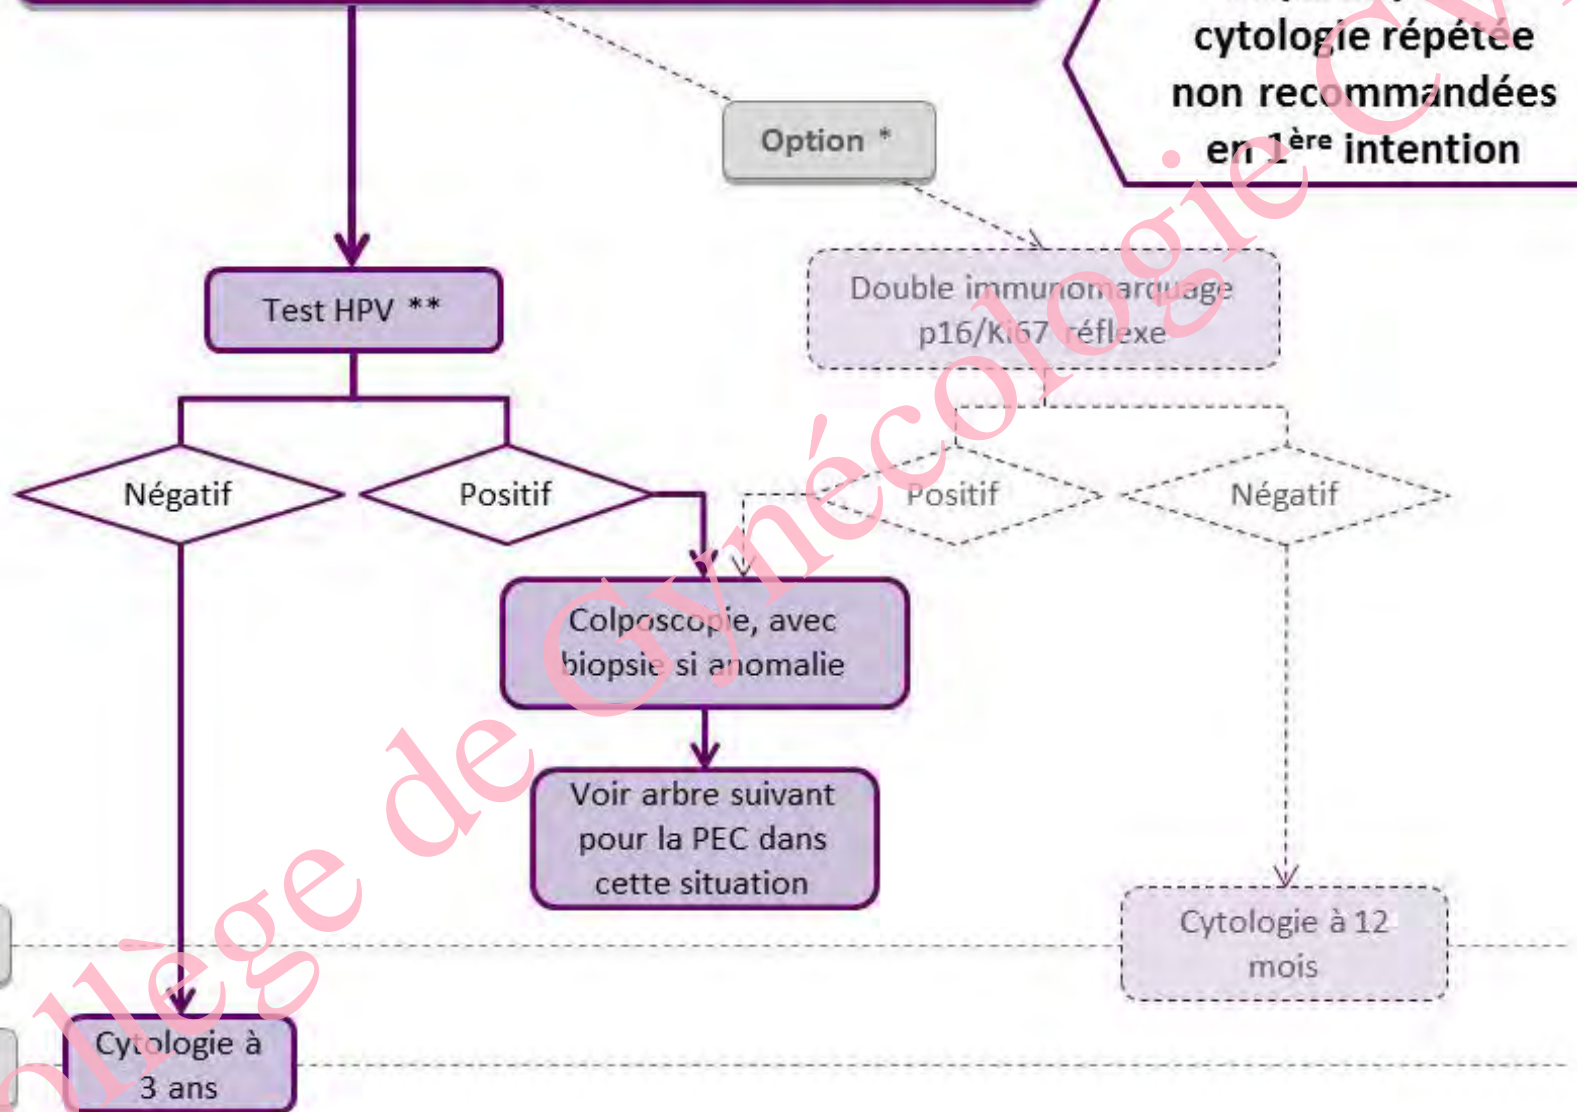 cytologie répétée
non recommandées
en 1ère intention
Option *
Test HPV **
Double immunomarquage
p16/Ki67 réflexe
Négatif
Positif
Positif
Négatif
Colposcopie, avec
biopsie si anomalie
Voir arbre suivant
pour la PEC dans
cette situation
Cytologie à 12
mois
Cytologie à
3 ans
ollège de Gynécologie Cy